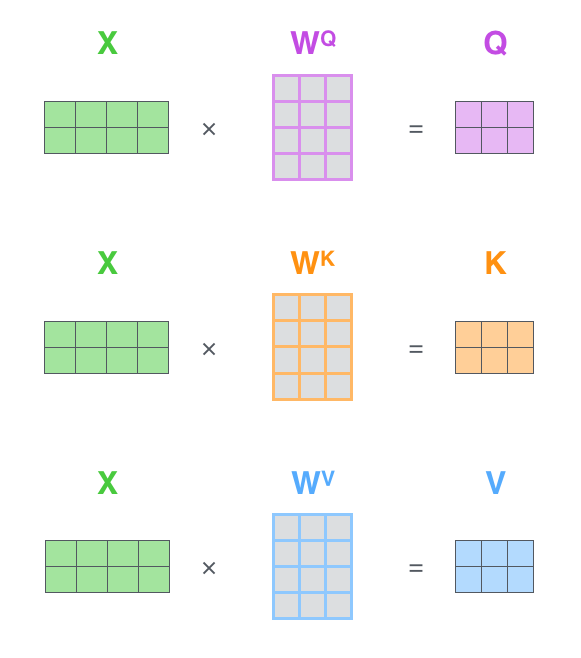 X W^Q Q
× =
X W^K K
× =
X W^V V
× =